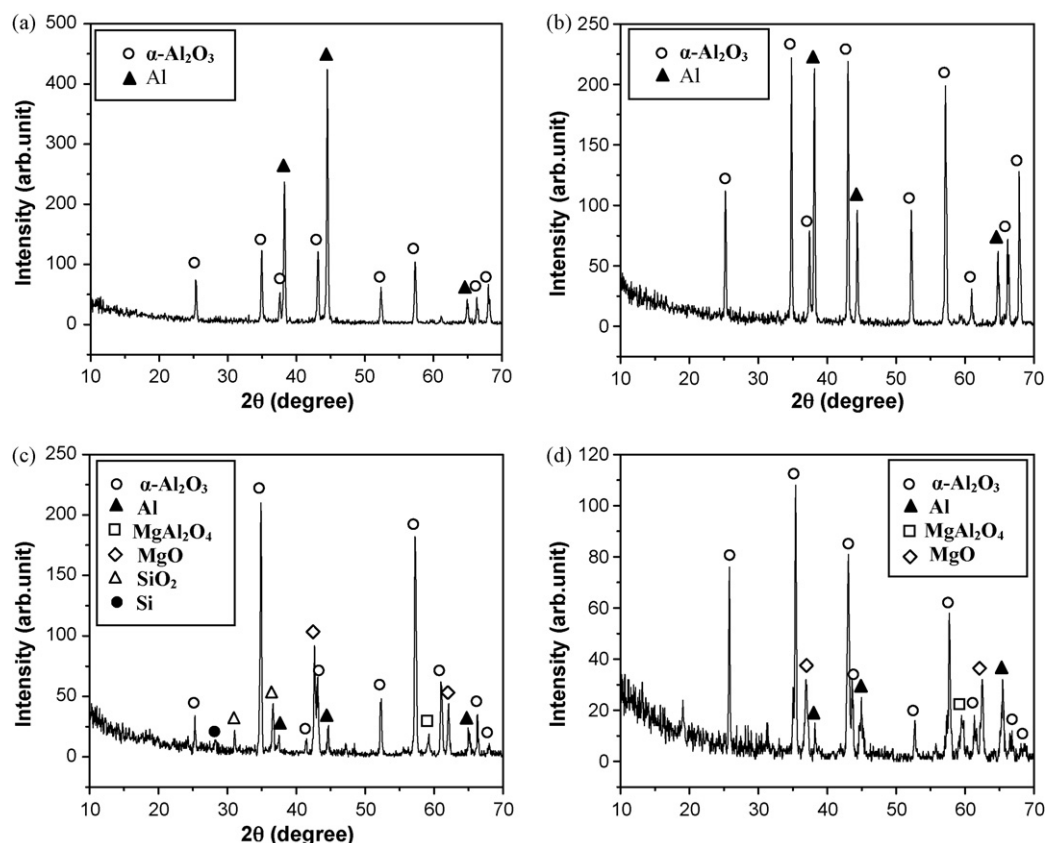 (a)
500
400
300
200
100
0
Intensity (arb.unit)
α-Al₂O₃
Al
10 20 30 40 50 60 70
2θ (degree)
(b)
250
200
150
100
50
0
Intensity (arb.unit)
α-Al₂O₃
Al
10 20 30 40 50 60 70
2θ (degree)
(c)
250
200
150
100
50
0
Intensity (arb.unit)
α-Al₂O₃
Al
MgAl₂O₄
MgO
SiO₂
Si
10 20 30 40 50 60 70
2θ (degree)
(d)
120
100
80
60
40
20
0
Intensity (arb.unit)
α-Al₂O₃
Al
MgAl₂O₄
MgO
10 20 30 40 50 60 70
2θ (degree)